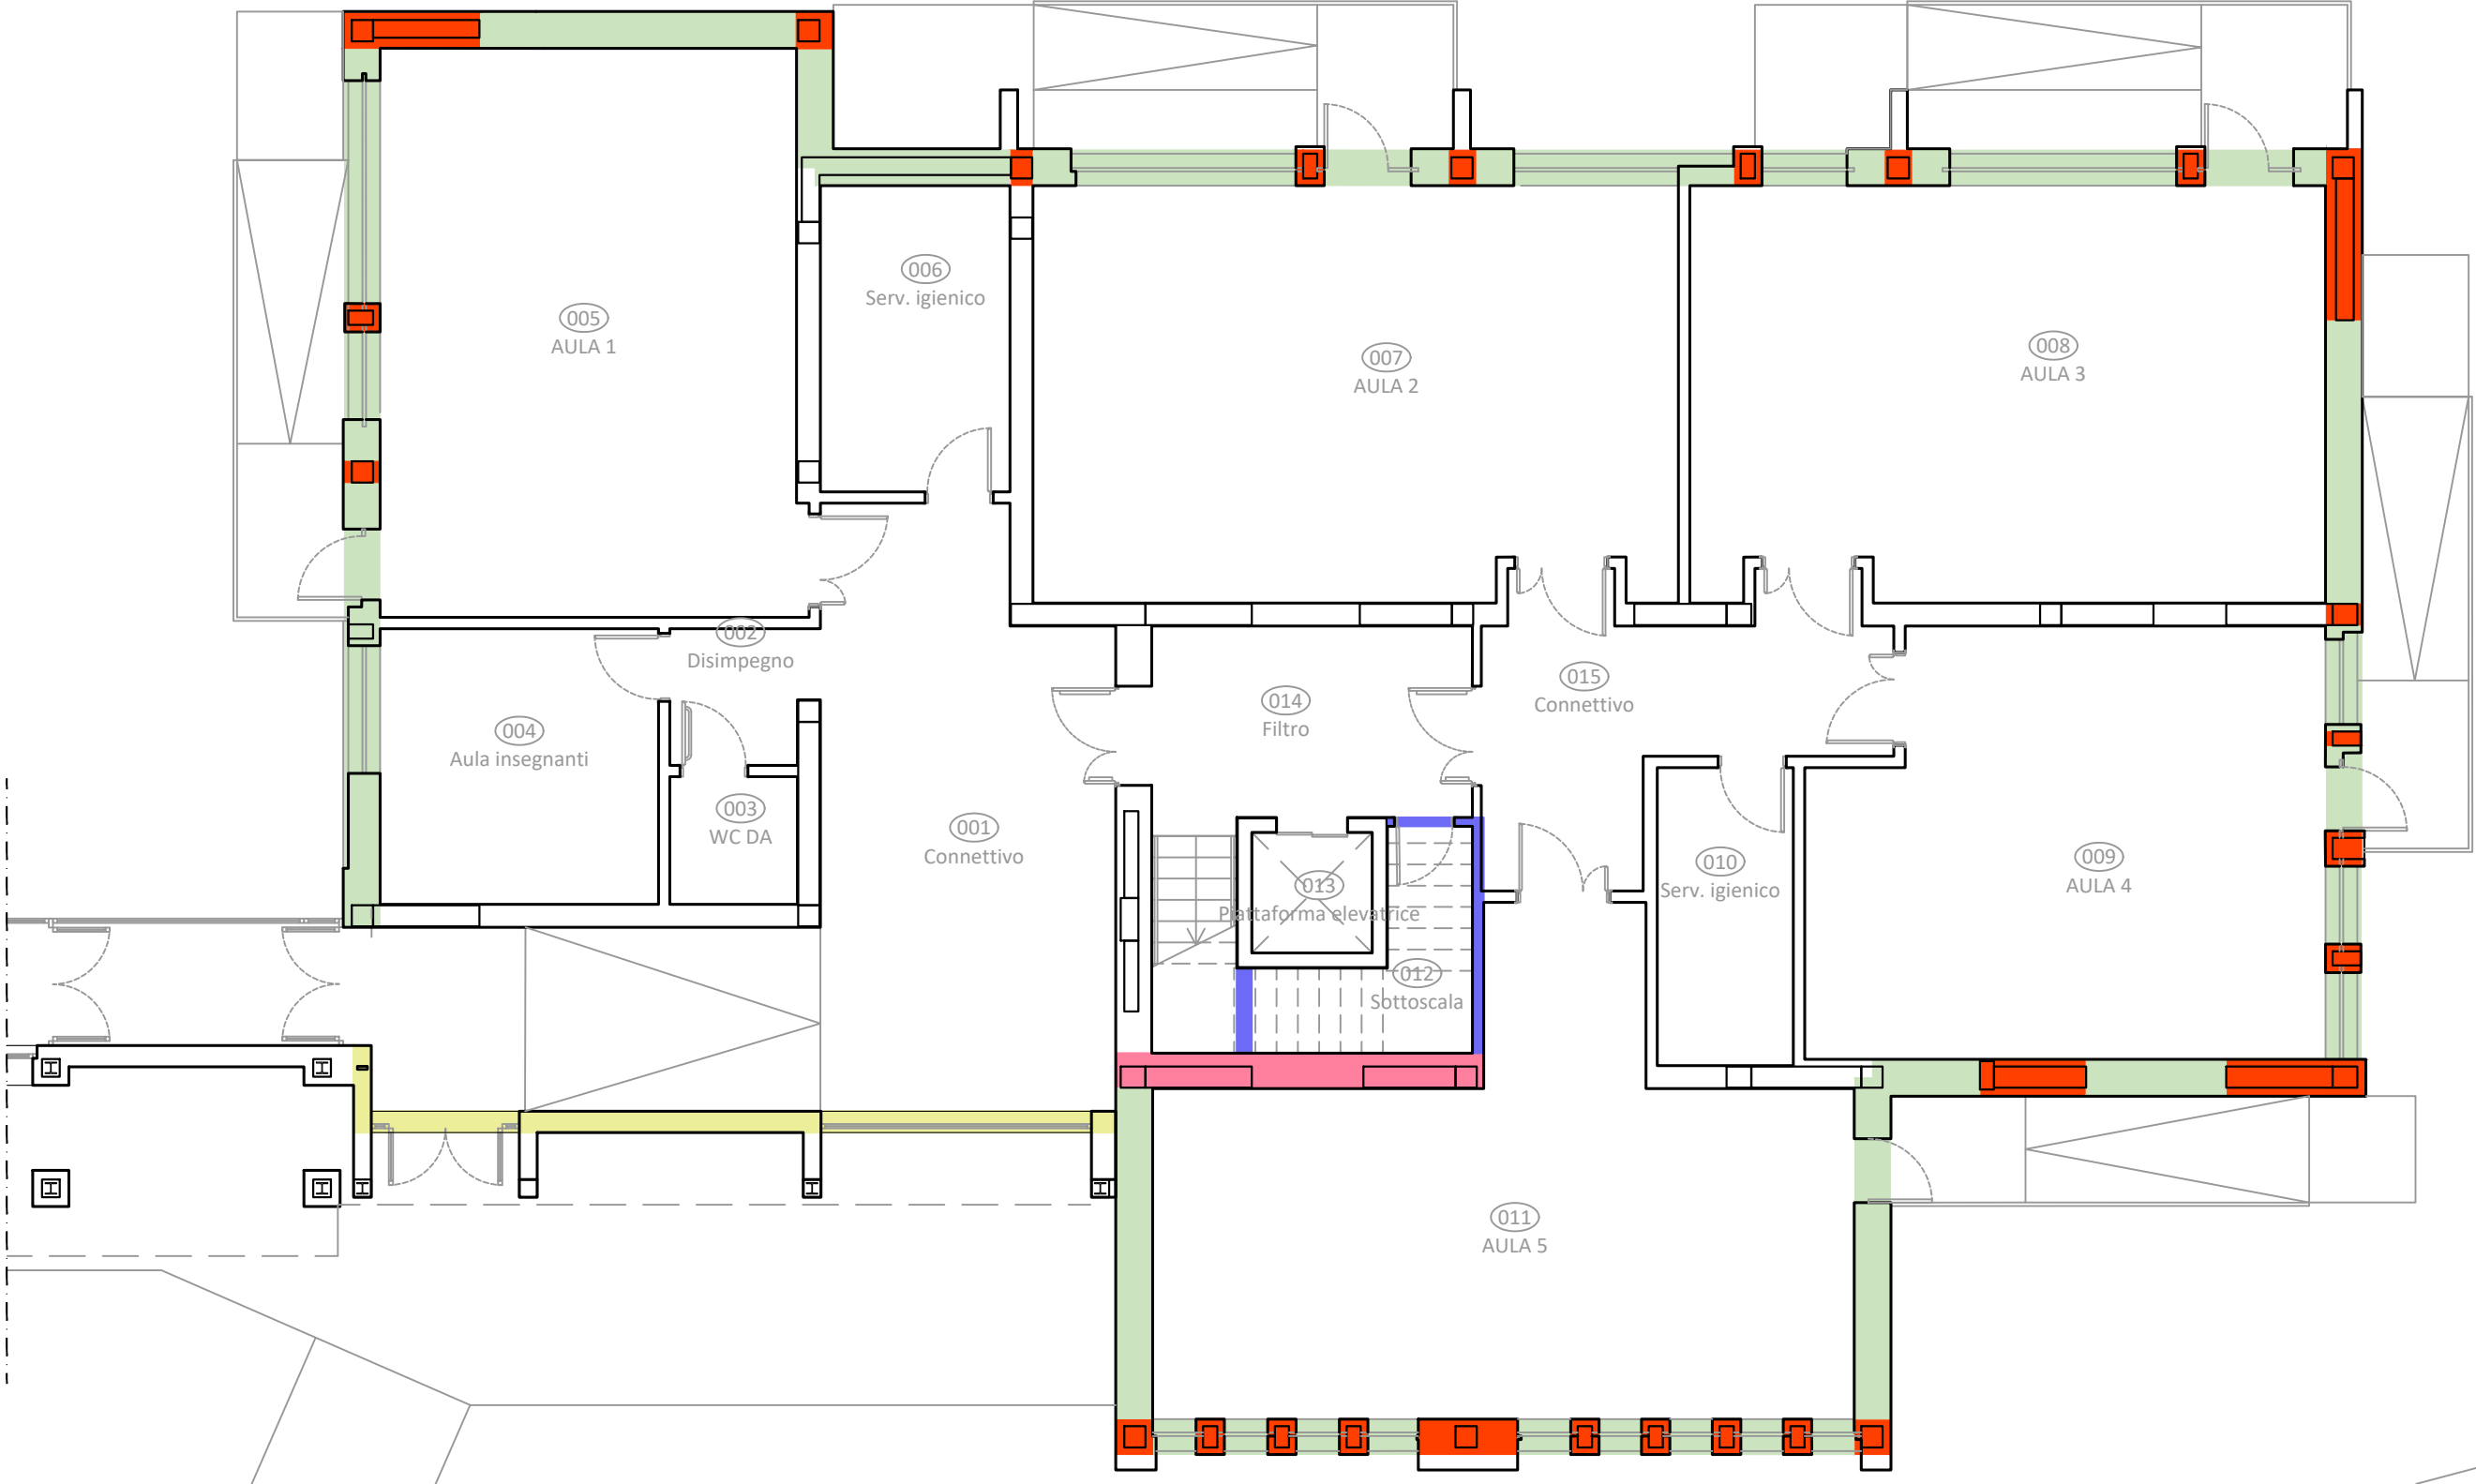 006
Serv. igienico
005
AULA 1
008
AULA 3
007
AULA 2
002
Disimpegno
015
Connettivo
014
Filtro
004
Aula insegnanti
003
WC DA
001
Connettivo
009
AULA 4
010
Serv. igienico
013
Piattaforma elevatrice
012
Sottoscala
011
AULA 5